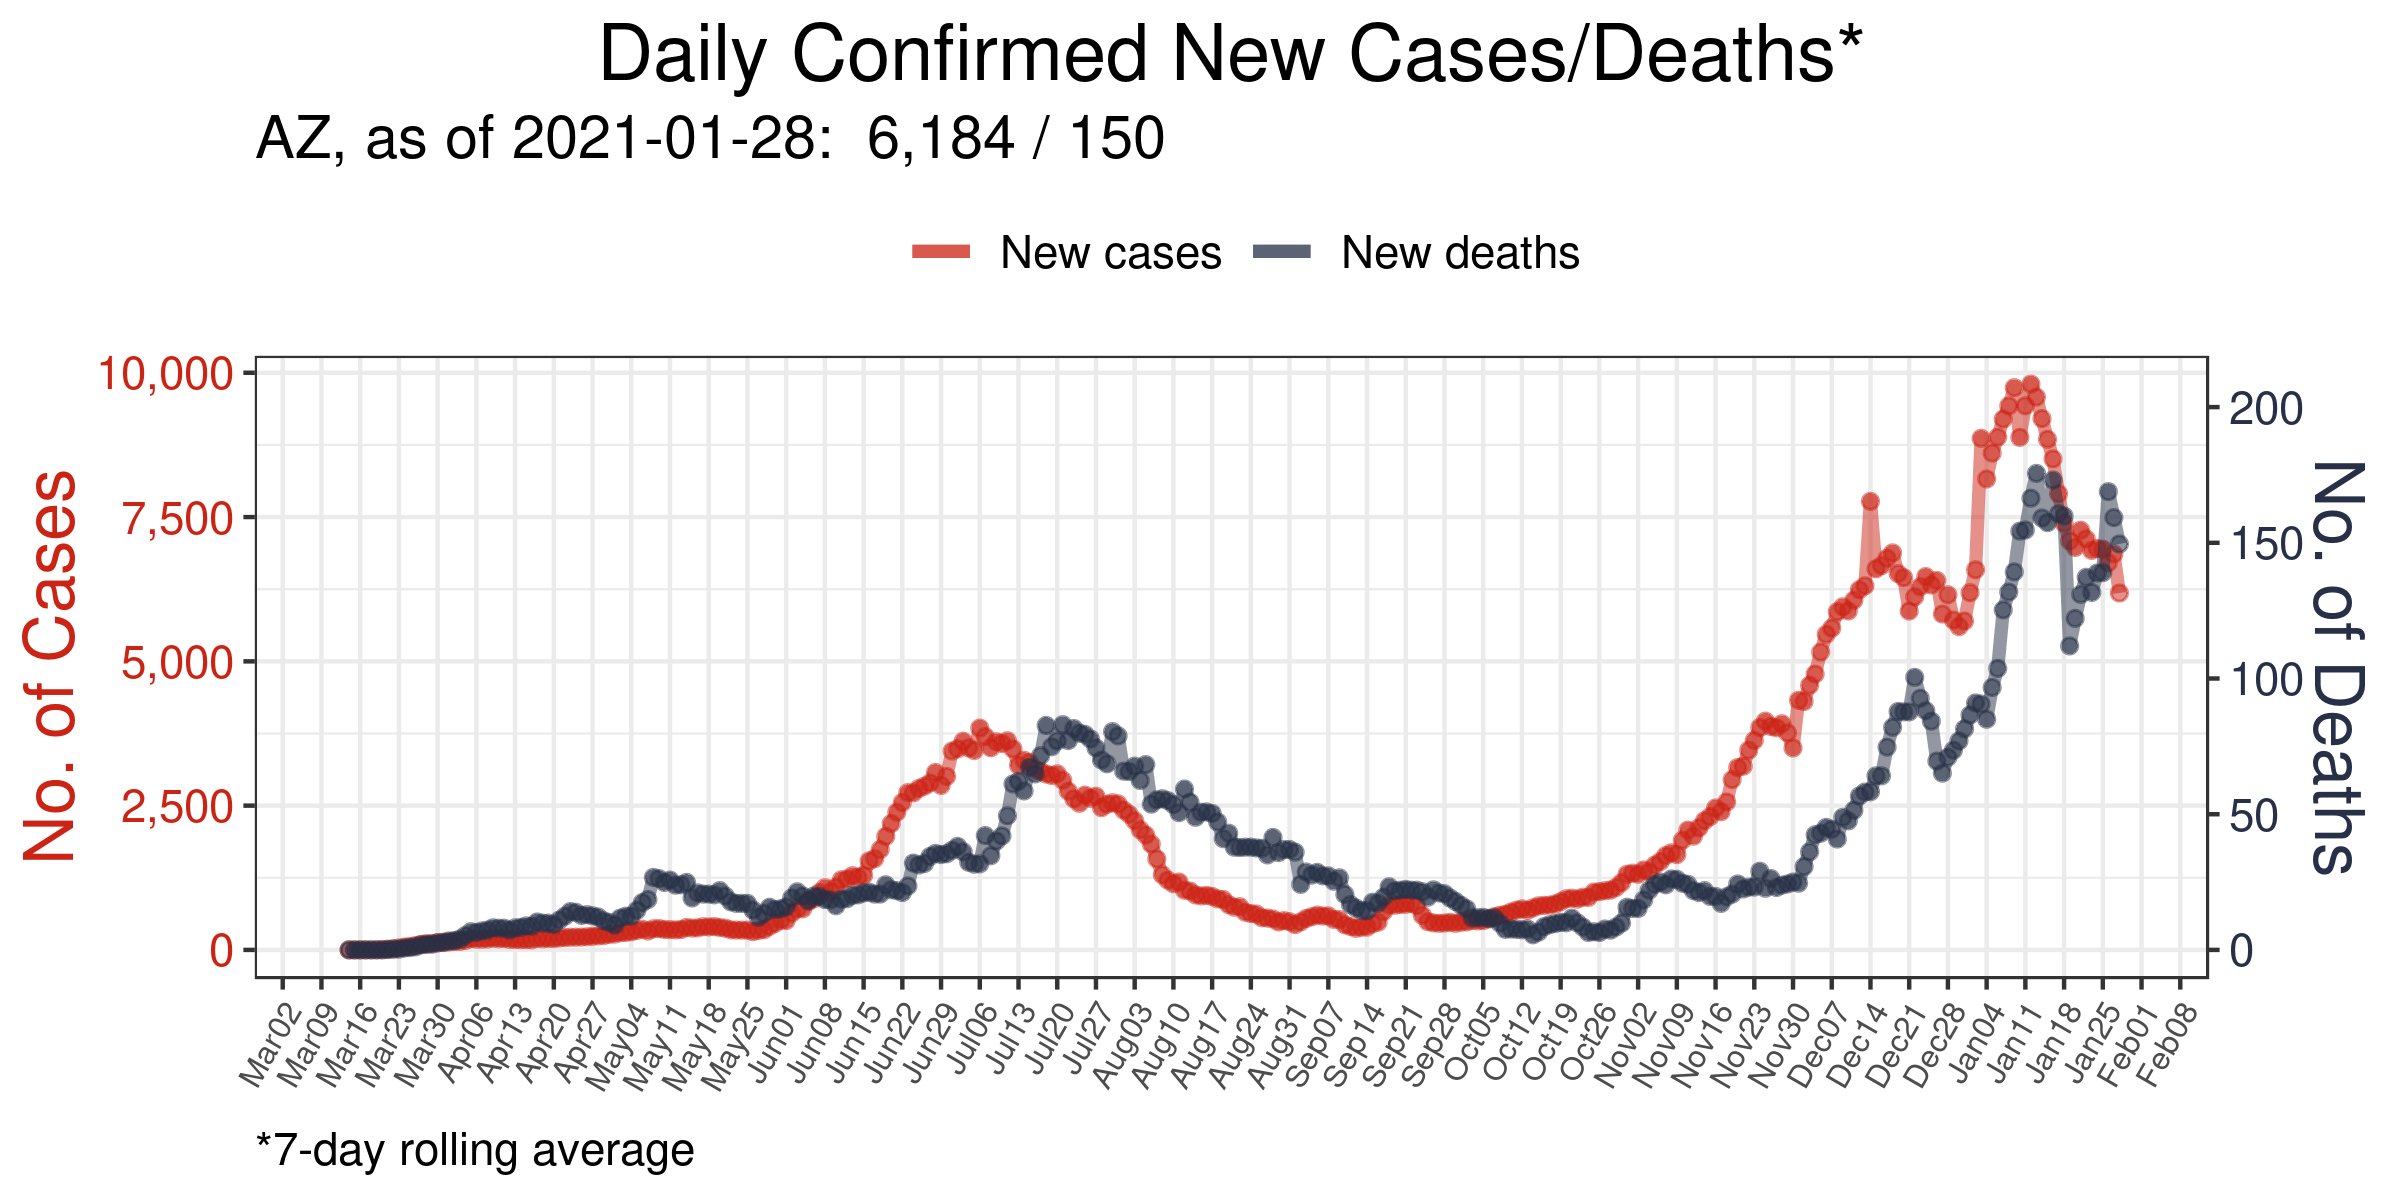 Daily Confirmed New Cases/Deaths*
AZ, as of 2021-01-28:  6,184 / 150
New cases
New deaths
No. of Cases
10,000
7,500
5,000
2,500
0
No. of Deaths
200
150
100
50
0
Mar02
Mar09
Mar16
Mar23
Mar30
Apr06
Apr13
Apr20
Apr27
May04
May11
May18
May25
Jun01
Jun08
Jun15
Jun22
Jun29
Jul06
Jul13
Jul20
Jul27
Aug03
Aug10
Aug17
Aug24
Aug31
Sep07
Sep14
Sep21
Sep28
Oct05
Oct12
Oct19
Oct26
Nov02
Nov09
Nov16
Nov23
Nov30
Dec07
Dec14
Dec21
Dec28
Jan04
Jan11
Jan18
Jan25
Feb01
Feb08
*7-day rolling average